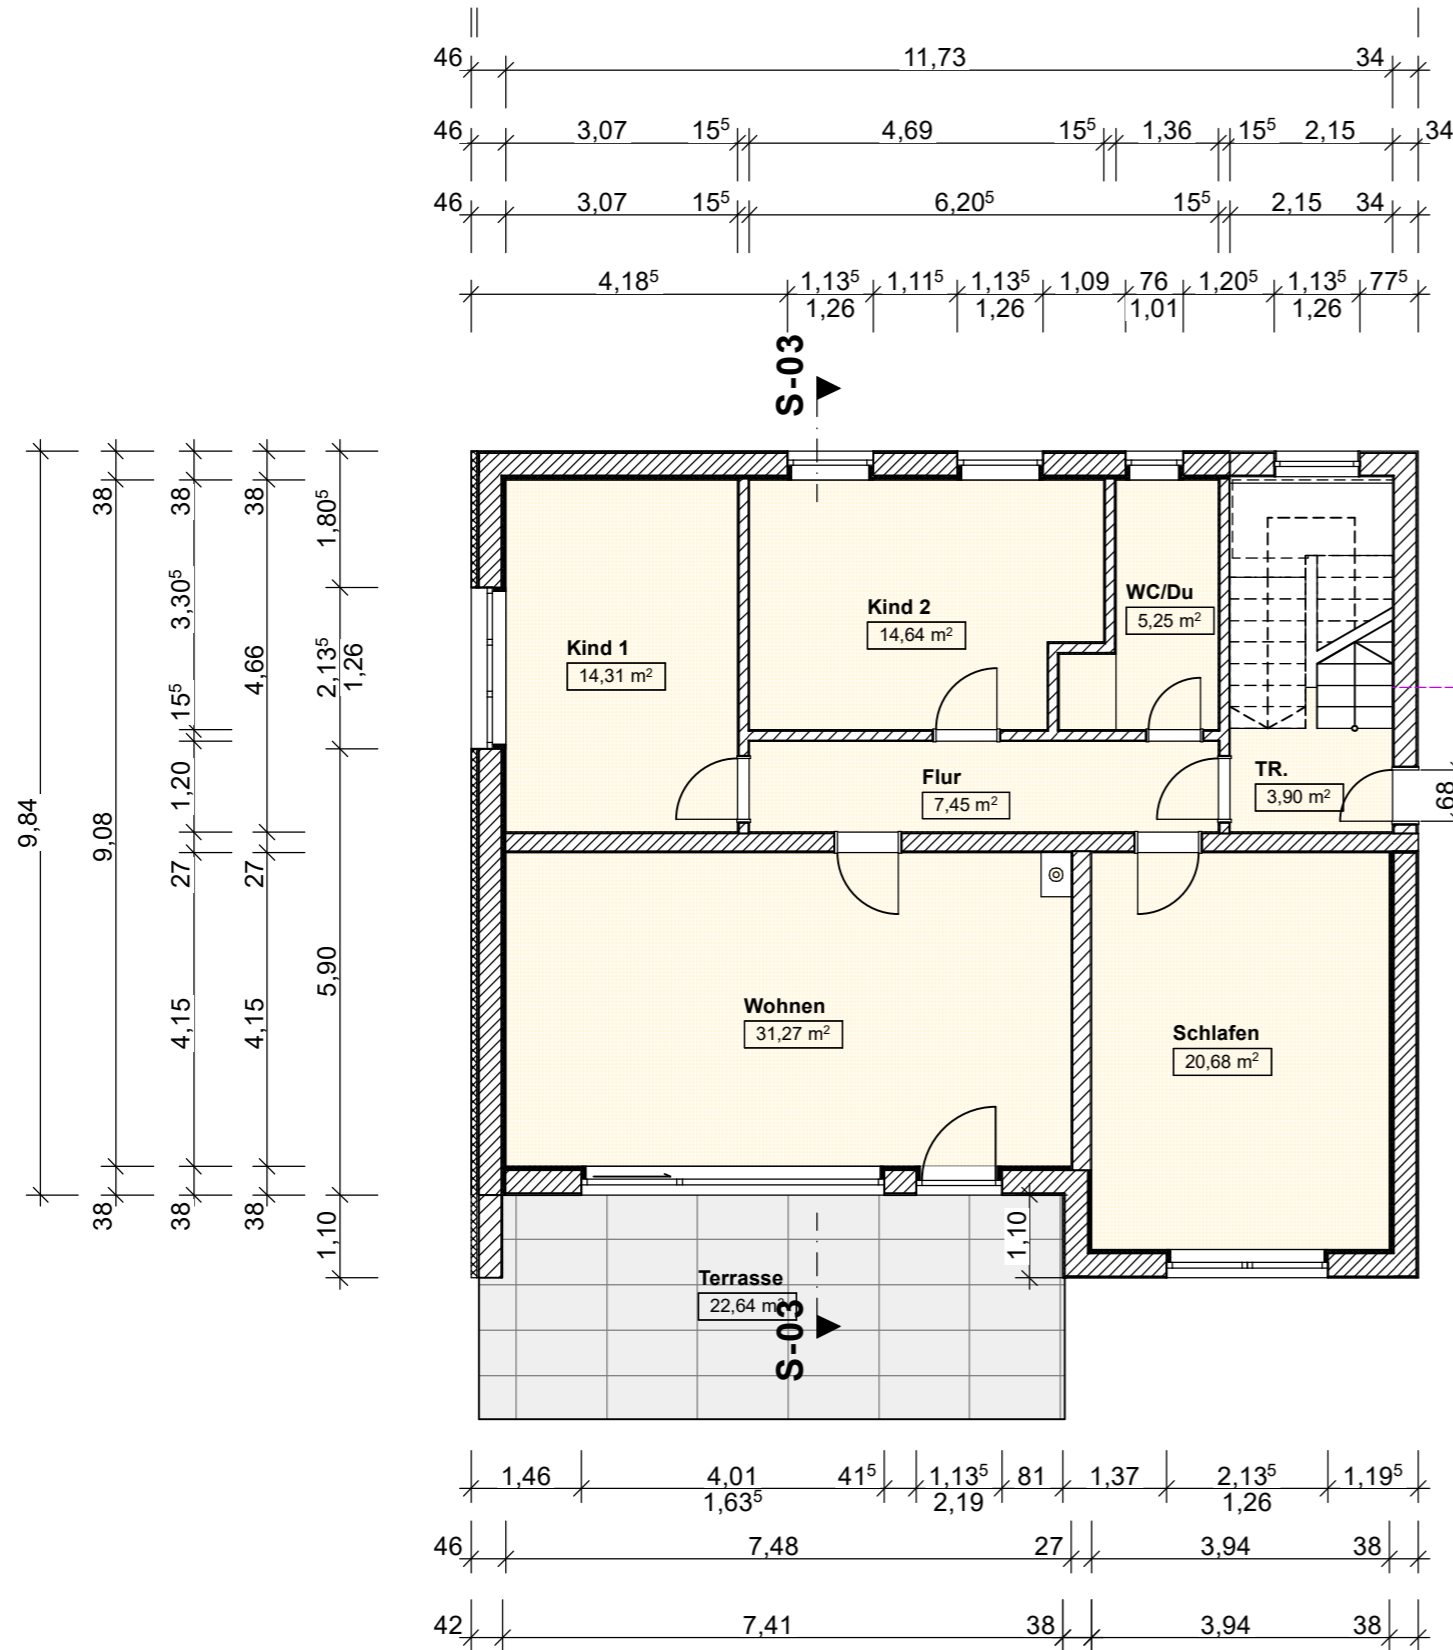 46 11,73 34
46 3,07 15⁵ 4,69 15⁵ 1,36 15⁵ 2,15 34
46 3,07 15⁵ 6,20⁵ 15⁵ 2,15 34
4,18⁵ 1,13⁵ 1,11⁵ 1,13⁵ 1,09 76 1,20⁵ 1,13⁵ 77⁵
1,26 1,26 1,01 1,26
S-03
9,84
38 9,08 38
38 3,30⁵ 15⁵ 1,20 27 4,15 38
38 4,66 27 4,15 38
1,80⁵ 2,13⁵ 5,90 1,10
1,26
Kind 1
14,31 m²
Kind 2
14,64 m²
WC/Du
5,25 m²
Flur
7,45 m²
TR.
3,90 m²
68
Wohnen
31,27 m²
Schlafen
20,68 m²
1,10
Terrasse
22,64 m²
S-03
1,46 4,01 41⁵ 1,13⁵ 81 1,37 2,13⁵ 1,19⁵
1,63⁵ 2,19 1,26
46 7,48 27 3,94 38
42 7,41 38 3,94 38